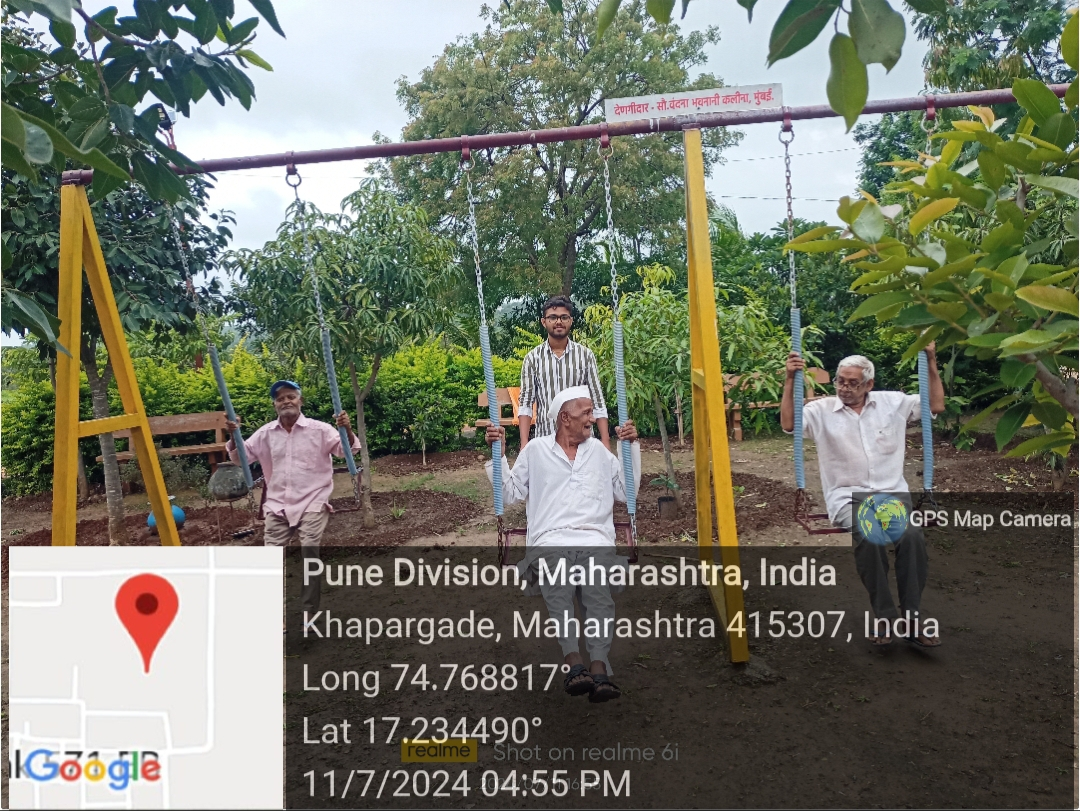 देणगीदार - सौ.वंदना भूवनानी कलीना, मुंबई.
GPS Map Camera
Pune Division, Maharashtra, India
Khapargade, Maharashtra 415307, India
Long 74.768817°
Lat 17.234490°
realme Shot on realme 6i
11/7/2024 04:55 PM
Google